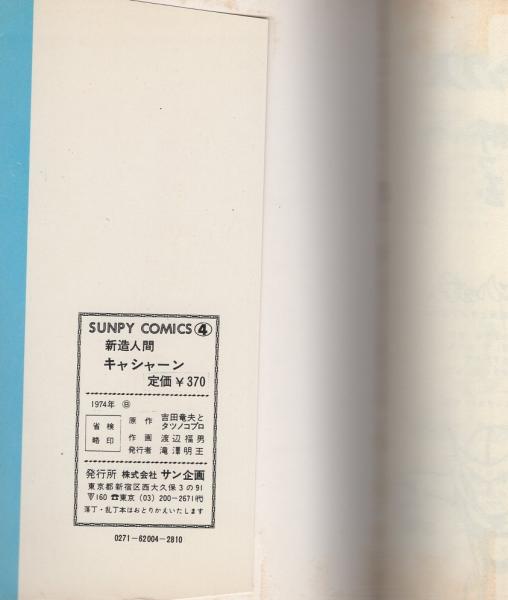 SUNPY COMICS④
新造人間
キャシャーン
定価 ¥370
1974年 ㊐
検印
省略
原作 吉田竜夫と
タツノコプロ
作画 渡辺福男
発行者 滝澤明王
発行所 株式会社 サン企画
東京都新宿区西大久保3の91
〒160 ☎東京 (03) 200-2671㈹
落丁・乱丁本はおとりかえいたします
0271-62004-2810